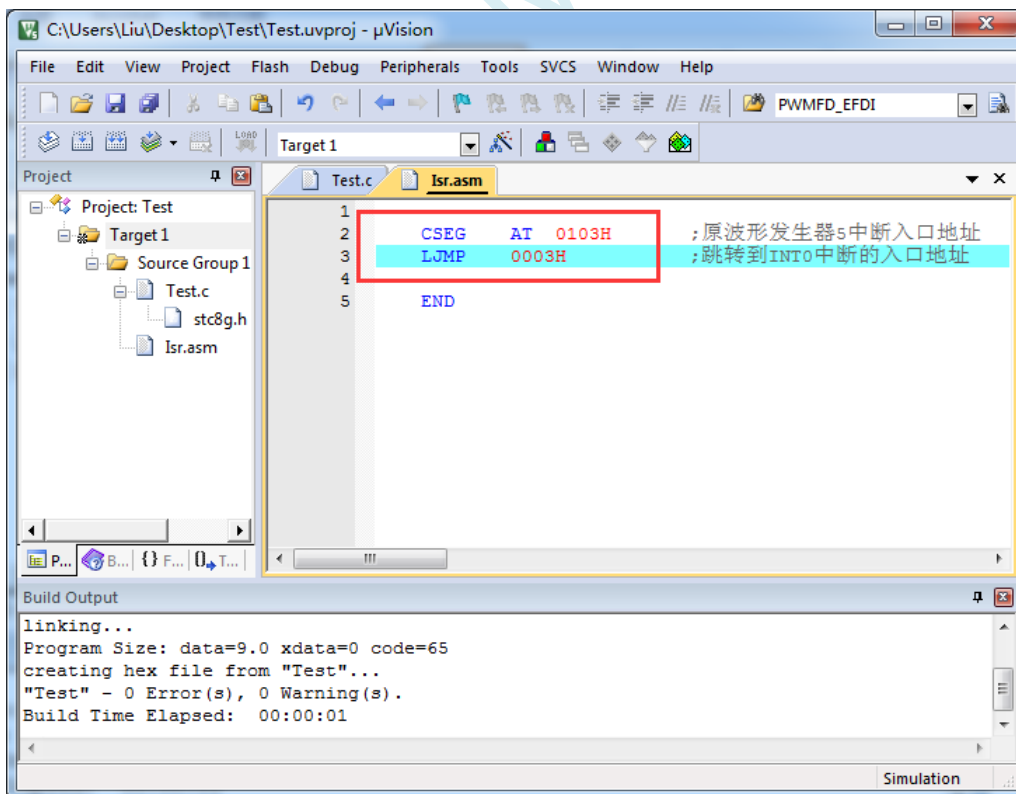 C:\Users\Liu\Desktop\Test\Test.uvproj - µVision
File Edit View Project Flash Debug Peripherals Tools SVCS Window Help
PWMFD_EFDI
LOAD Target 1
Project
Test.c Isr.asm
Project: Test
Target 1
Source Group 1
Test.c
stc8g.h
Isr.asm
1
2 CSEG AT 0103H ;原波形发生器5中断入口地址
3 LJMP 0003H ;跳转到INT0中断的入口地址
4
5 END
P... B... {} F... 0 T...
Build Output
linking...
Program Size: data=9.0 xdata=0 code=65
creating hex file from "Test"...
"Test" - 0 Error(s), 0 Warning(s).
Build Time Elapsed: 00:00:01
Simulation